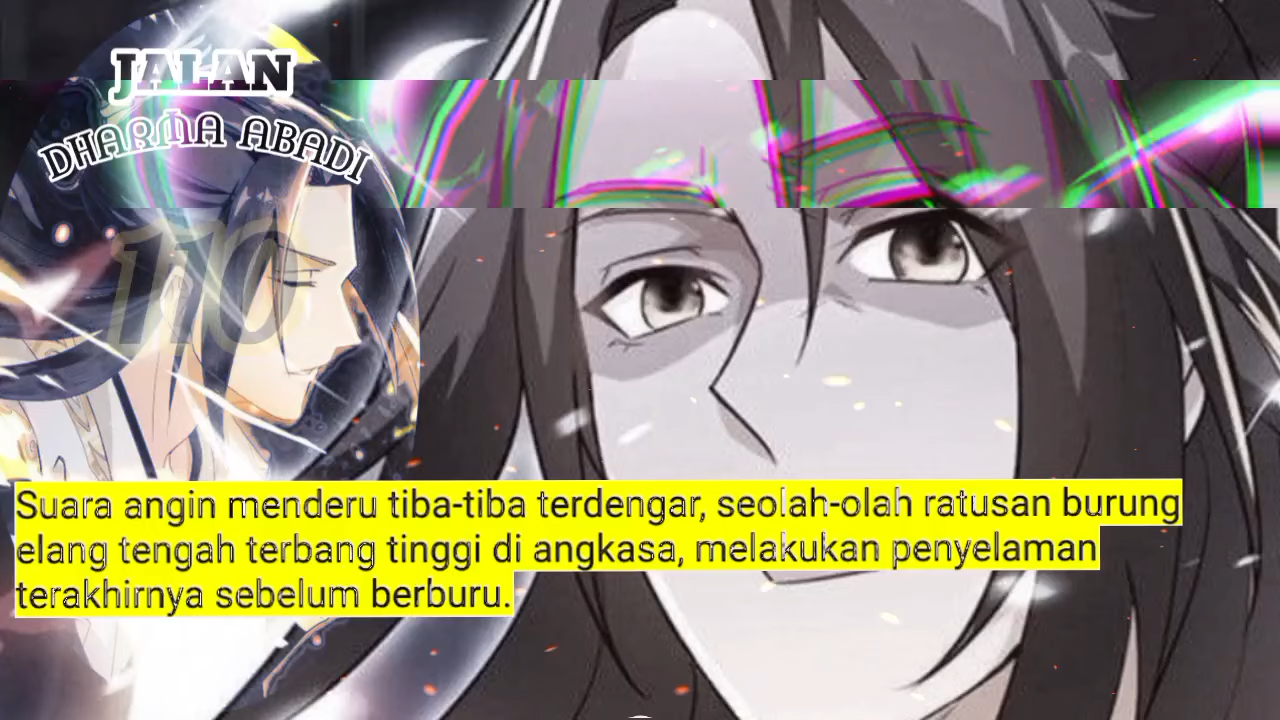 JALAN
DHARMA ABADI
110
Suara angin menderu tiba-tiba terdengar, seolah-olah ratusan burung
elang tengah terbang tinggi di angkasa, melakukan penyelaman
terakhirnya sebelum berburu.